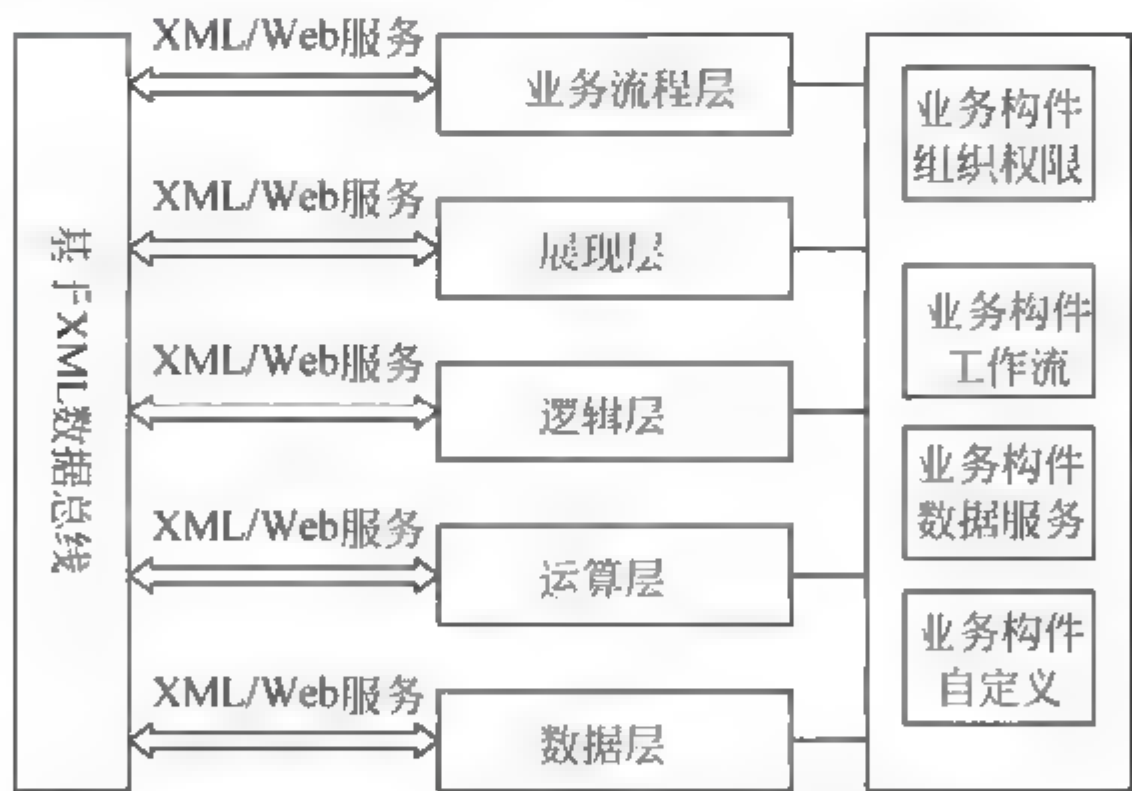 XML/Web服务
业务流程层
XML/Web服务
展现层
XML/Web服务
逻辑层
XML/Web服务
运算层
XML/Web服务
数据层
基于XML数据总线
业务构件
组织权限
业务构件
工作流
业务构件
数据服务
业务构件
自定义